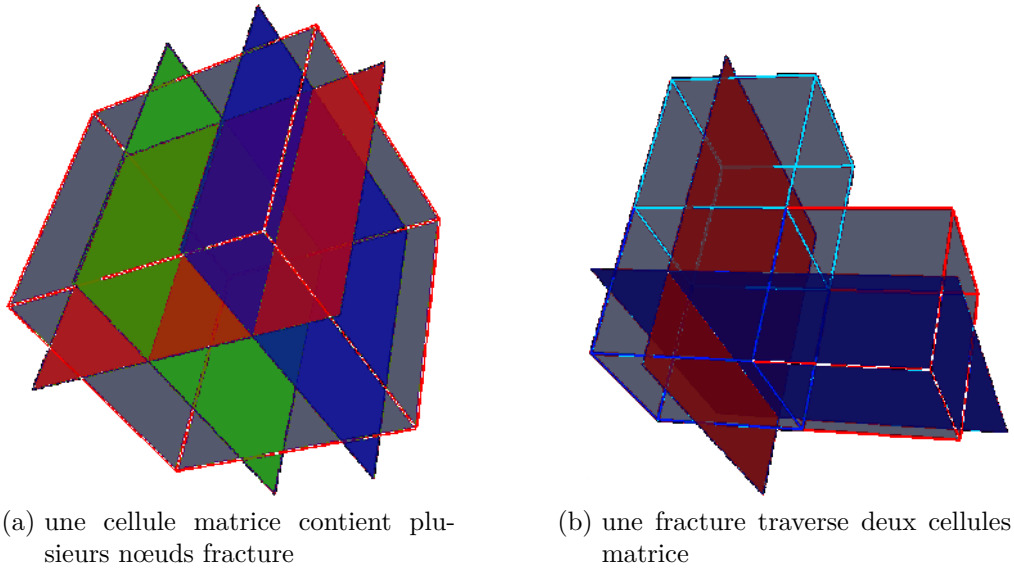 (a) une cellule matrice contient plu-
sieurs nœuds fracture
(b) une fracture traverse deux cellules
matrice